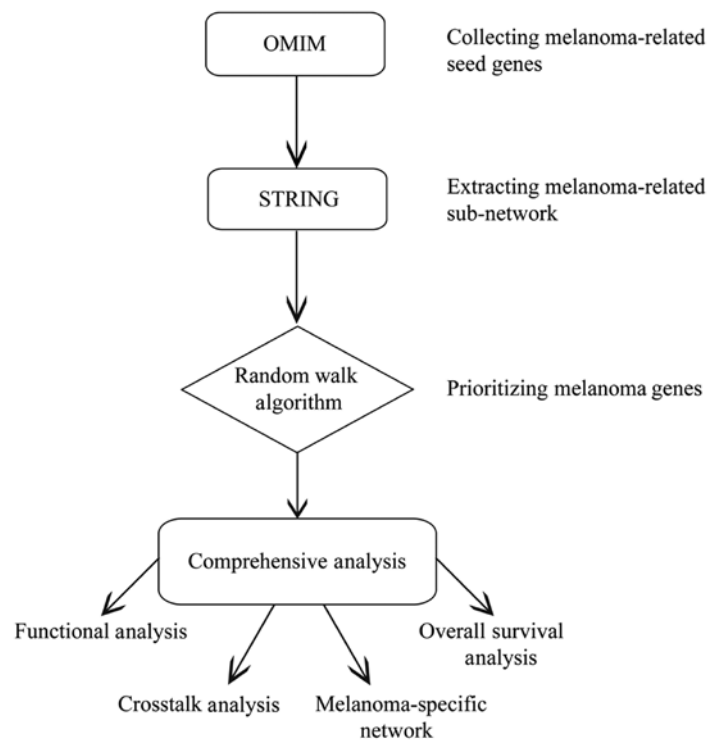 OMIM
Collecting melanoma-related
seed genes
STRING
Extracting melanoma-related
sub-network
Random walk
algorithm
Prioritizing melanoma genes
Comprehensive analysis
Functional analysis
Overall survival
analysis
Crosstalk analysis
Melanoma-specific
network